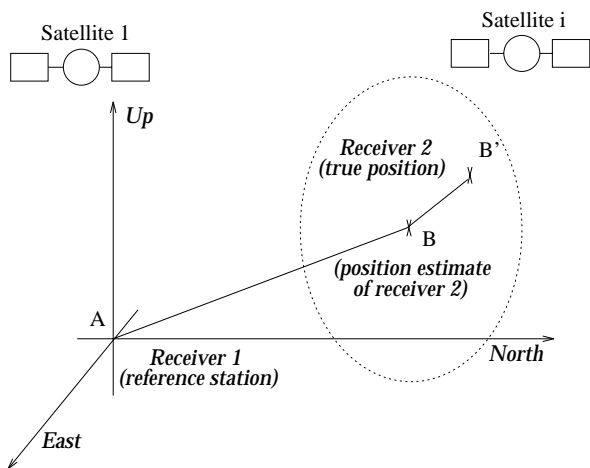 Satellite 1
Satellite i
Up
Receiver 2
(true position)
B'
B
(position estimate
of receiver 2)
A
Receiver 1
(reference station)
North
East